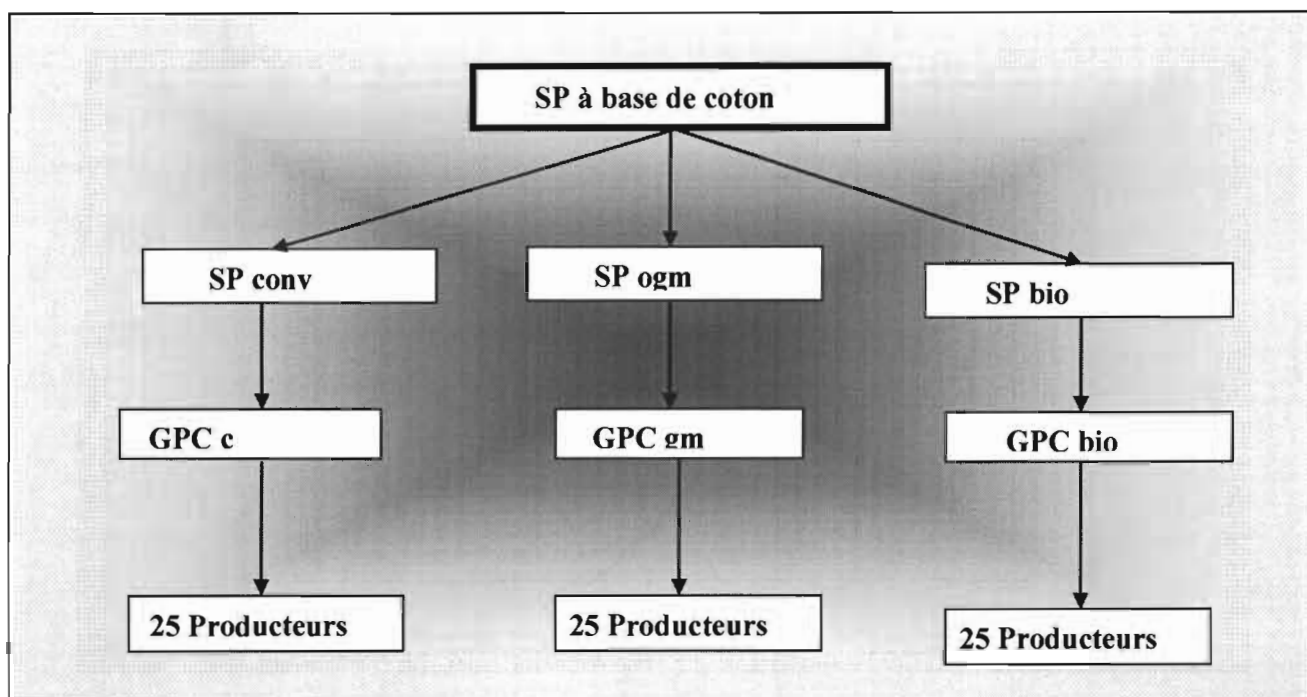 SP à base de coton
SP conv
SP ogm
SP bio
GPC c
GPC gm
GPC bio
25 Producteurs
25 Producteurs
25 Producteurs